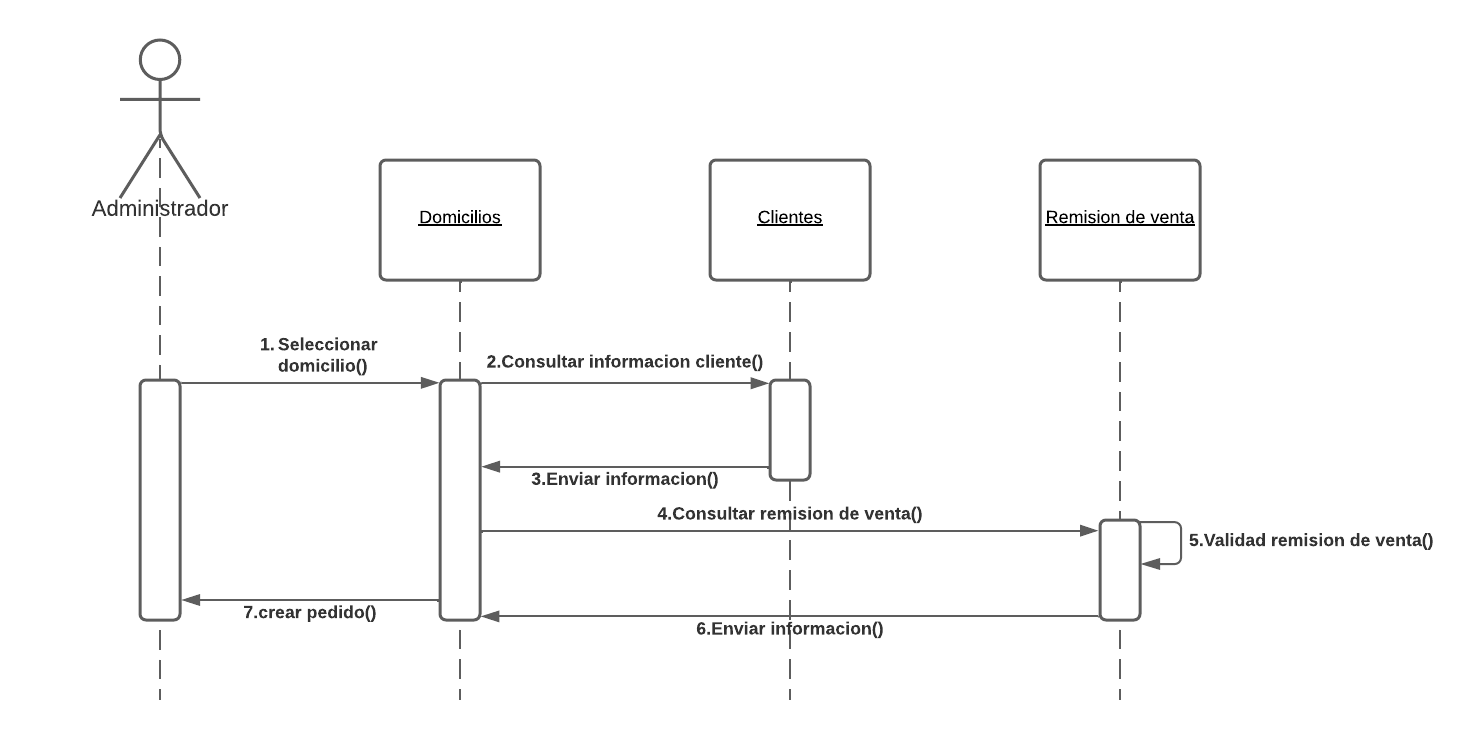 Administrador
Domicilios
Clientes
Remision de venta
1. Seleccionar
domicilio()
2.Consultar informacion cliente()
3.Enviar informacion()
4.Consultar remision de venta()
5.Validad remision de venta()
7.crear pedido()
6.Enviar informacion()